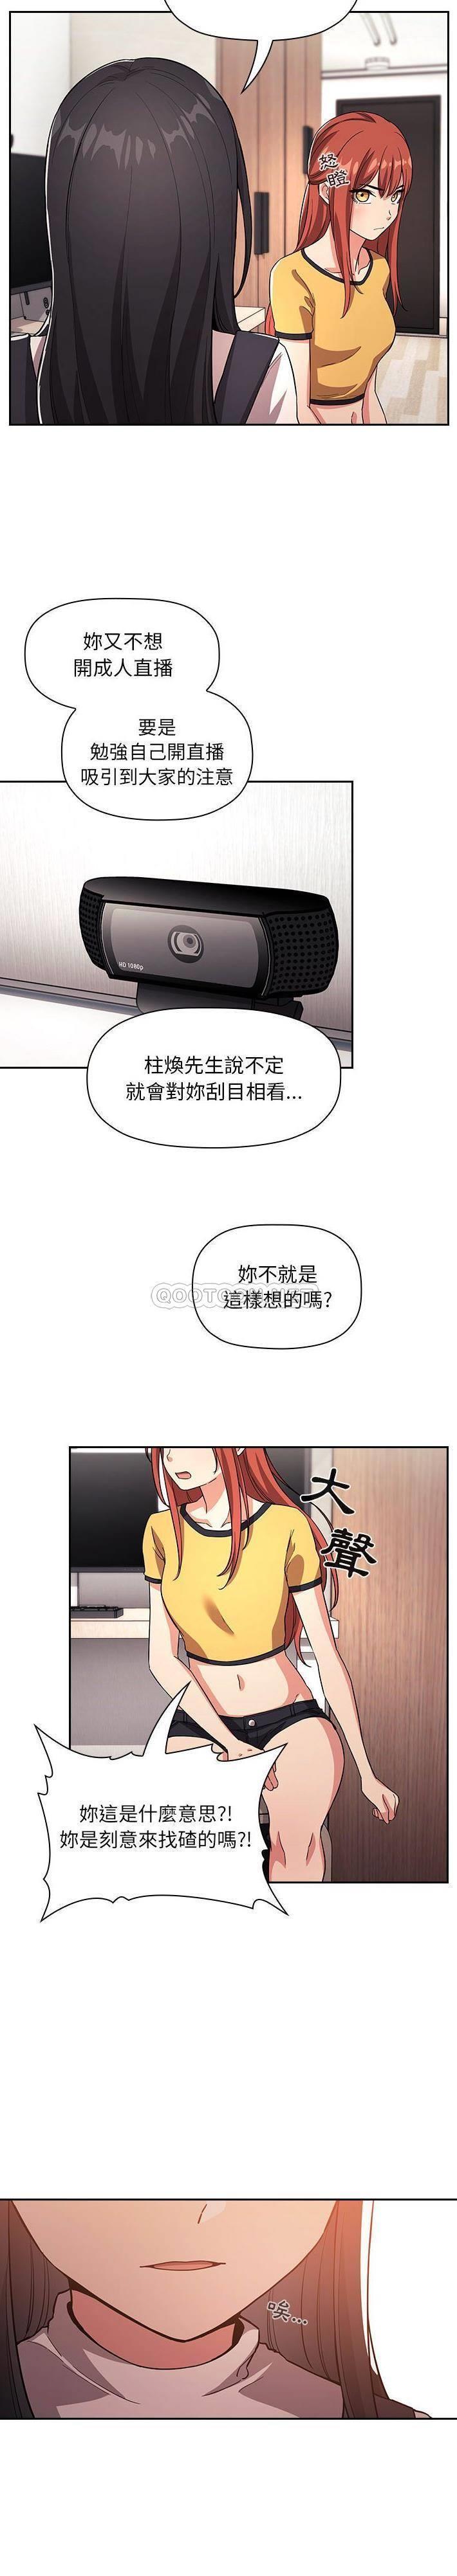 怒
瞪
妳又不想
開成人直播
要是
勉強自己開直播
吸引到大家的注意
HD 1080p
柱煥先生說不定
就會對妳刮目相看...
妳不就是
這樣想的嗎?
大
聲
妳這是什麼意思?!
妳是刻意來找碴的嗎?!
唉...